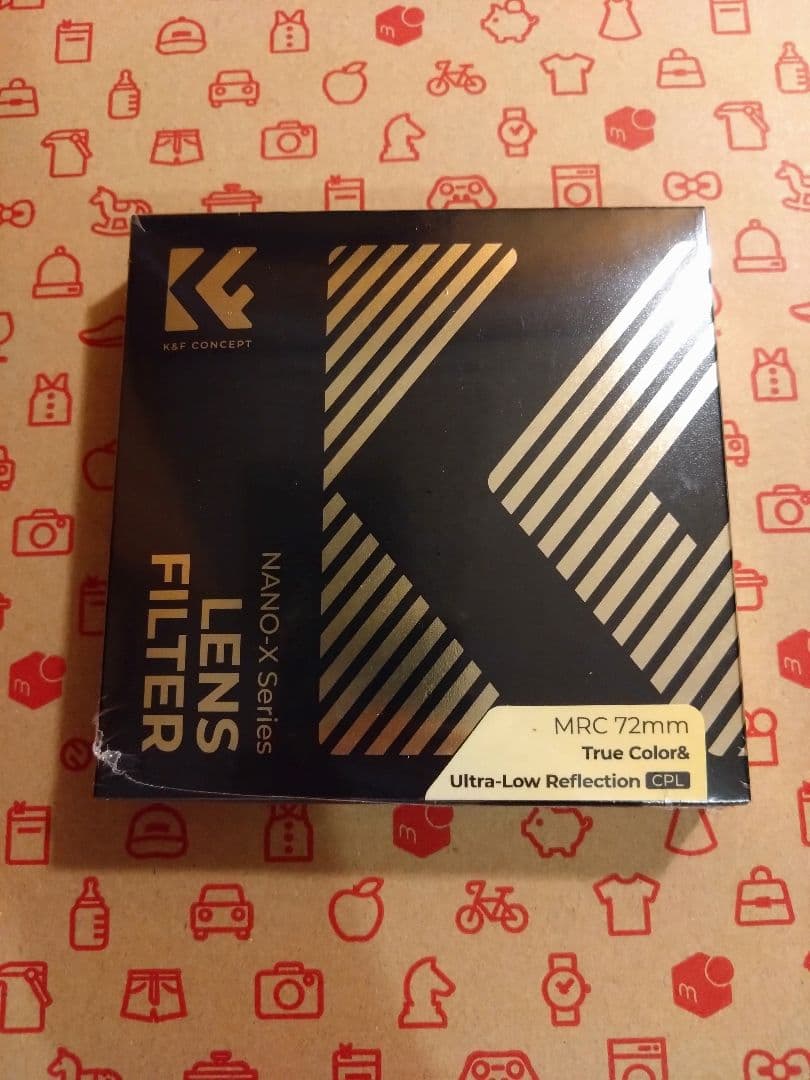 K&F CONCEPT
NANO-X Series
LENS
FILTER
MRC 72mm
True Color&
Ultra-Low Reflection CPL